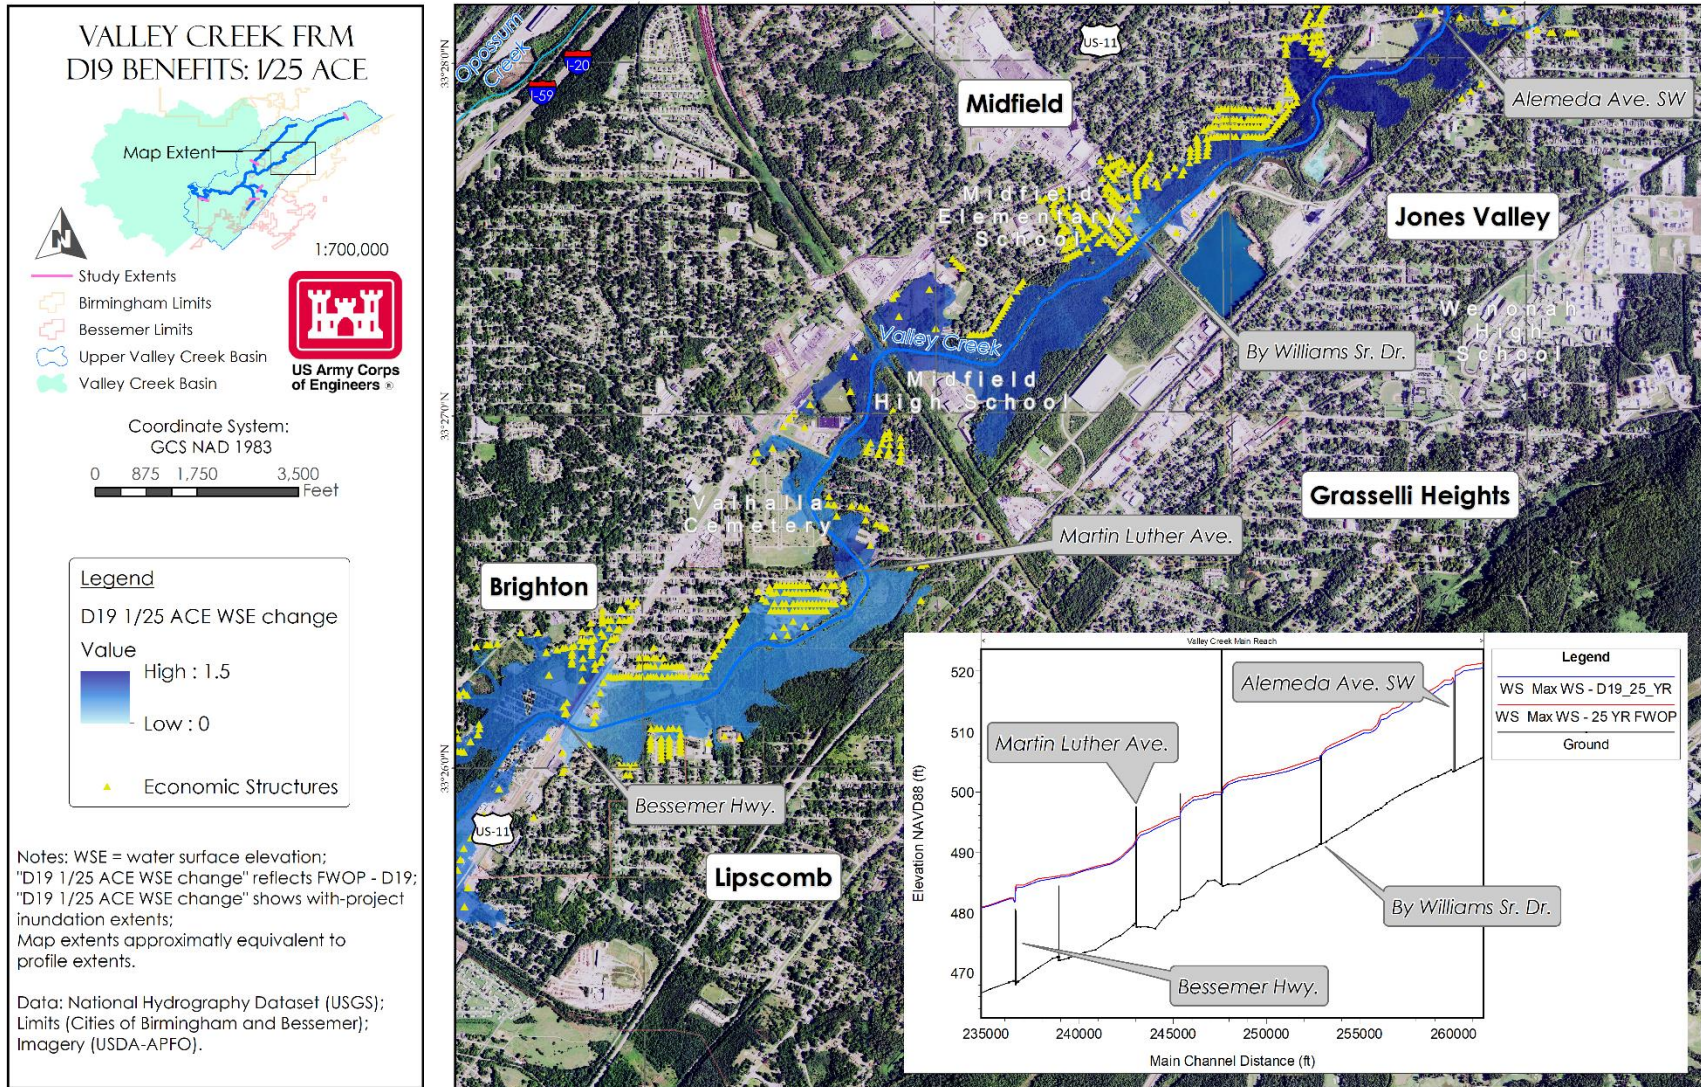 VALLEY CREEK FRM
D19 BENEFITS: 1/25 ACE
Map Extent
N
1:700,000
Study Extents
Birmingham Limits
Bessemer Limits
Upper Valley Creek Basin
Valley Creek Basin
US Army Corps
of Engineers ®
Coordinate System:
GCS NAD 1983
0 875 1,750 3,500
Feet
Legend
D19 1/25 ACE WSE change
Value
High : 1.5
Low : 0
Economic Structures
Notes: WSE = water surface elevation;
"D19 1/25 ACE WSE change" reflects FWOP - D19;
"D19 1/25 ACE WSE change" shows with-project
inundation extents;
Map extents approximatly equivalent to
profile extents.
Data: National Hydrography Dataset (USGS);
Limits (Cities of Birmingham and Bessemer);
Imagery (USDA-APFO).
33°28'0"N
33°27'0"N
33°26'0"N
Opossum
Creek
I-20
I-59
US-11
Midfield
Alemeda Ave. SW
Midfield
Elementary
School
Jones Valley
Wenonah
High
School
Valley Creek
By Williams Sr. Dr.
Midfield
High School
Grasselli Heights
Valhalla
Cemetery
Martin Luther Ave.
Brighton
Bessemer Hwy.
US-11
Lipscomb
Valley Creek Main Reach
Elevation NAVD88 (ft)
520
510
500
490
480
470
235000 240000 245000 250000 255000 260000
Main Channel Distance (ft)
Alemeda Ave. SW
Martin Luther Ave.
By Williams Sr. Dr.
Bessemer Hwy.
Legend
WS Max WS - D19_25_YR
WS Max WS - 25 YR FWOP
Ground